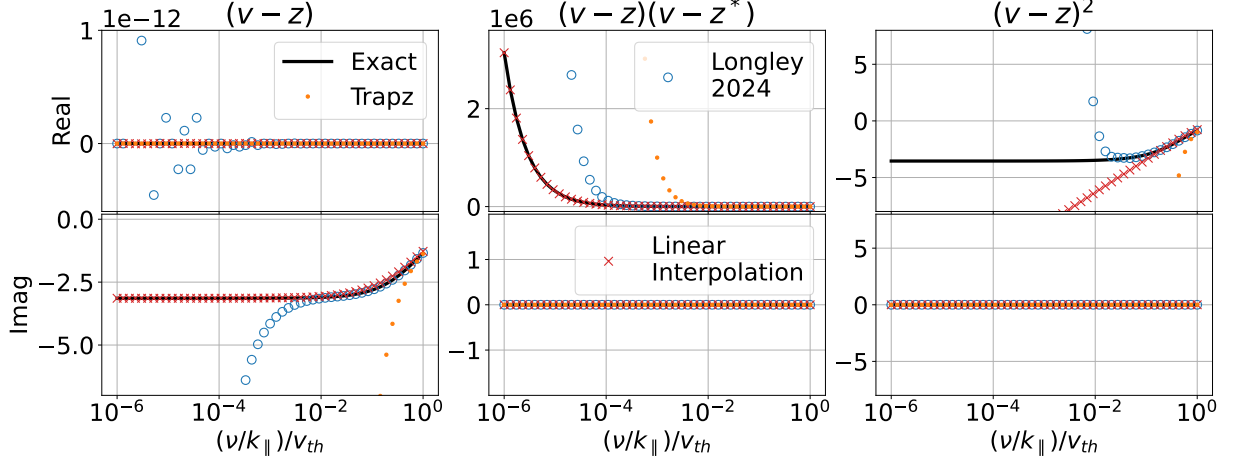 (v − z)
(v − z)(v − z*)
(v − z)²
1e−12
1e6
Real
1
0
Exact
Trapz
2
0
Longley
2024
5
0
−5
Imag
0.0
−2.5
−5.0
1
0
−1
Linear
Interpolation
5
0
−5
10⁻⁶ 10⁻⁴ 10⁻² 10⁰
10⁻⁶ 10⁻⁴ 10⁻² 10⁰
10⁻⁶ 10⁻⁴ 10⁻² 10⁰
(ν/k∥)/vth
(ν/k∥)/vth
(ν/k∥)/vth